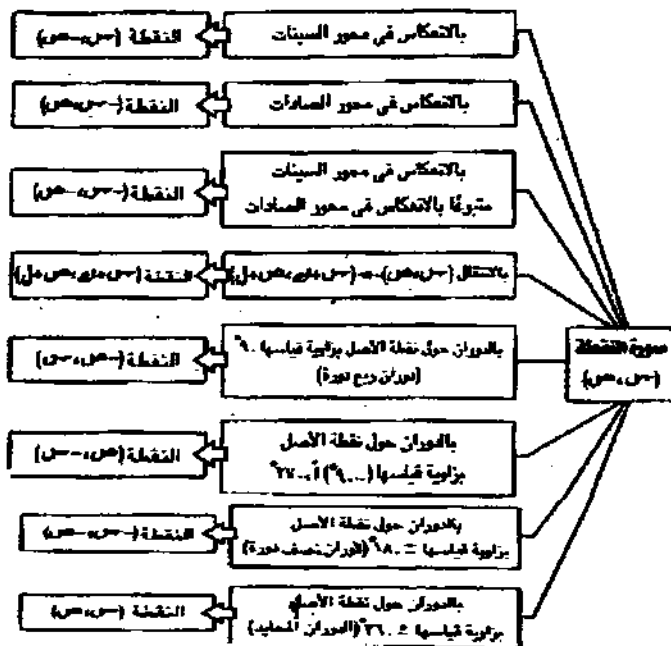 صورة النقطة
(س، ص)
بالانعكاس في محور السينات
النقطة (س، -ص)
بالانعكاس في محور الصادات
النقطة (-س، ص)
بالانعكاس في محور السينات
متبوعًا بالانعكاس في محور الصادات
النقطة (-س، -ص)
بالانتقال (س، ص) ← (س + ك، ص + ل)
النقطة (س + ك، ص + ل)
بالدوران حول نقطة الأصل بزاوية قياسها ٩٠°
(دوران ربع دورة)
النقطة (-ص، س)
بالدوران حول نقطة الأصل
بزاوية قياسها (-٩٠°) أ، ٢٧٠°
النقطة (ص، -س)
بالدوران حول نقطة الأصل
بزاوية قياسها ± ١٨٠° (دوران نصف دورة)
النقطة (-س، -ص)
بالدوران حول نقطة الأصل
بزاوية قياسها ± ٣٦٠° (الدوران المحايد)
النقطة (س، ص)